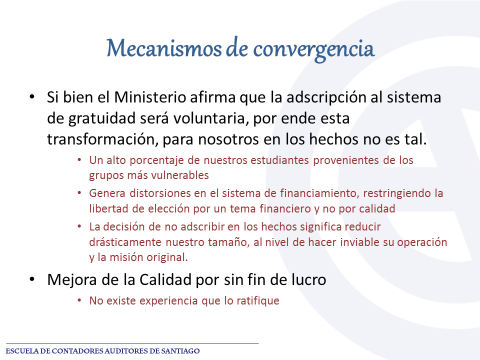 Mecanismos de convergencia
• Si bien el Ministerio afirma que la adscripción al sistema
de gratuidad será voluntaria, por ende esta
transformación, para nosotros en los hechos no es tal.
• Un alto porcentaje de nuestros estudiantes provenientes de los
grupos más vulnerables
• Genera distorsiones en el sistema de financiamiento, restringiendo la
libertad de elección por un tema financiero y no por calidad
• La decisión de no adscribir en los hechos significa reducir
drásticamente nuestro tamaño, al nivel de hacer inviable su operación
y la misión original.
• Mejora de la Calidad por sin fin de lucro
• No existe experiencia que lo ratifique
ESCUELA DE CONTADORES AUDITORES DE SANTIAGO